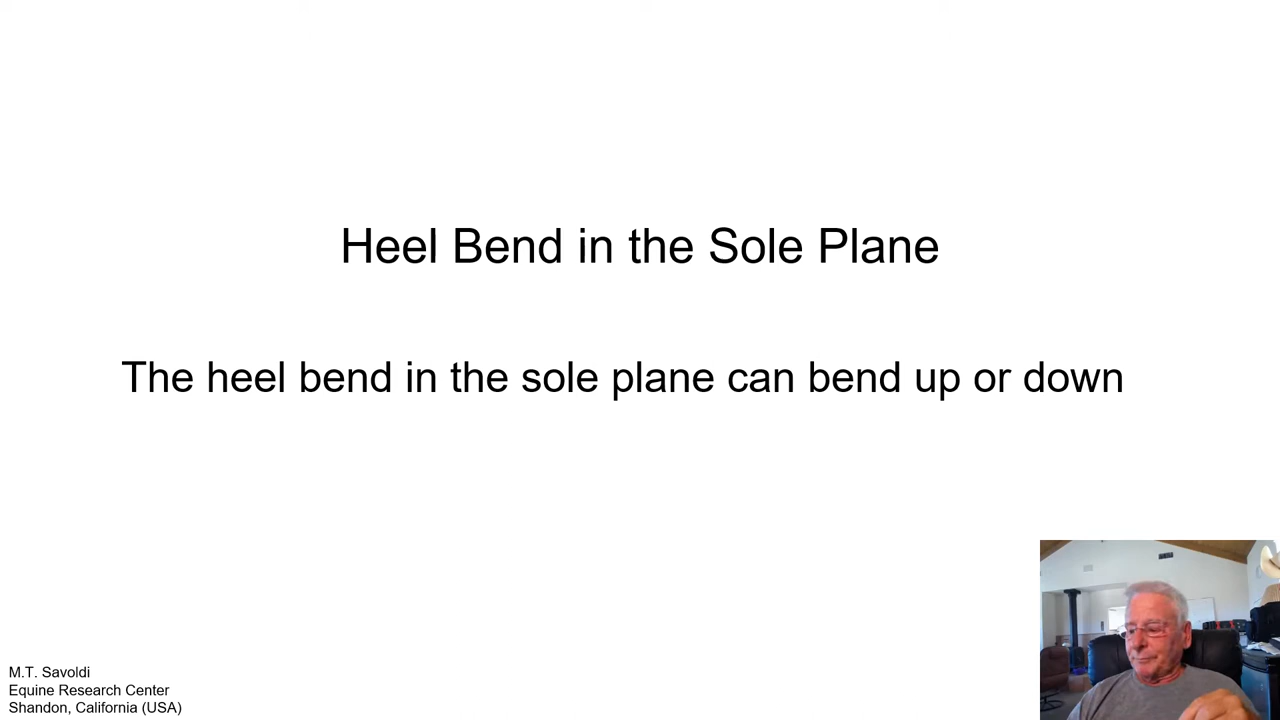 Heel Bend in the Sole Plane
The heel bend in the sole plane can bend up or down
M.T. Savoldi
Equine Research Center
Shandon, California (USA)